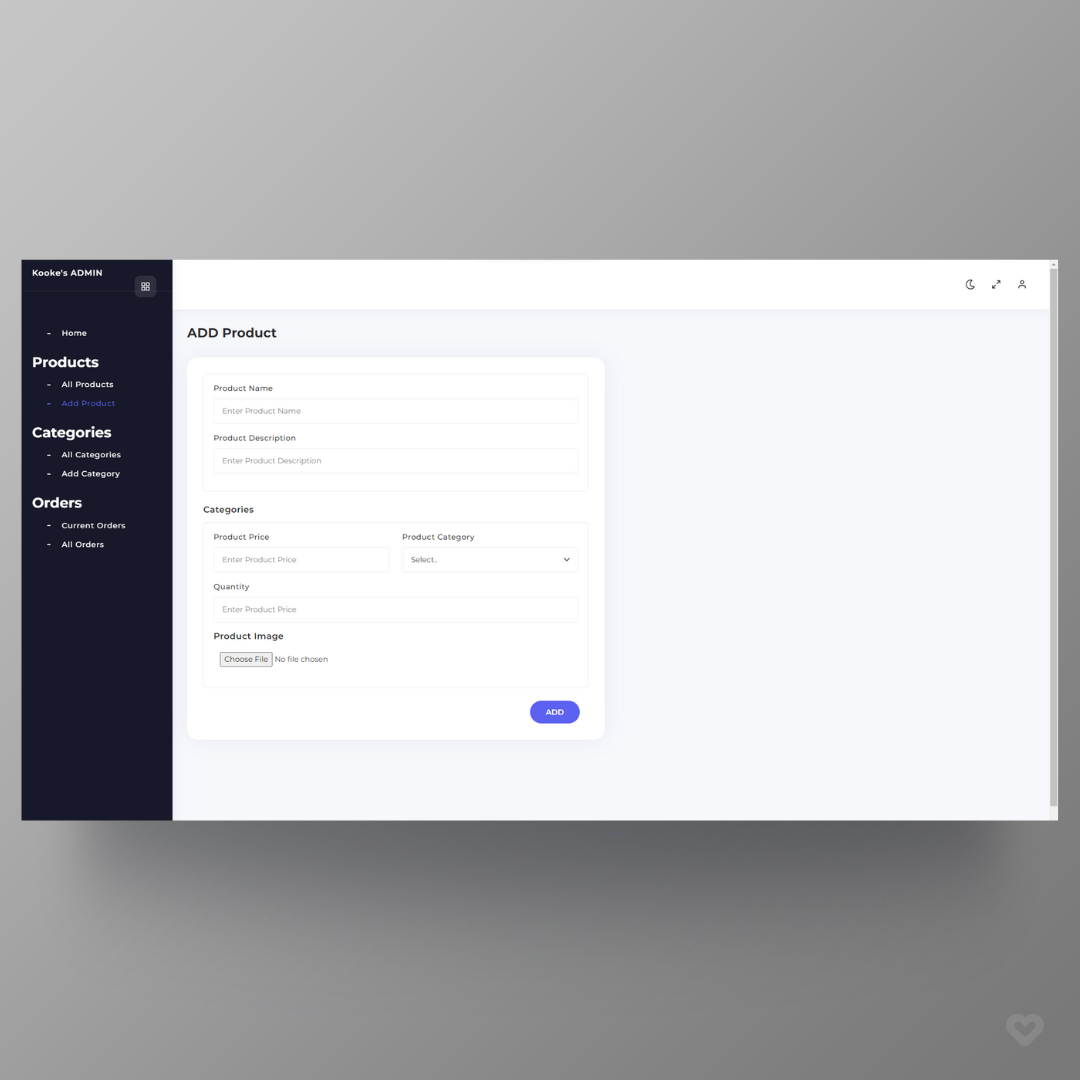 Kooke's ADMIN
- Home
Products
- All Products
- Add Product
Categories
- All Categories
- Add Category
Orders
- Current Orders
- All Orders
ADD Product
Product Name
Enter Product Name
Product Description
Enter Product Description
Categories
Product Price Product Category
Enter Product Price Select..
Quantity
Enter Product Price
Product Image
Choose File No file chosen
ADD